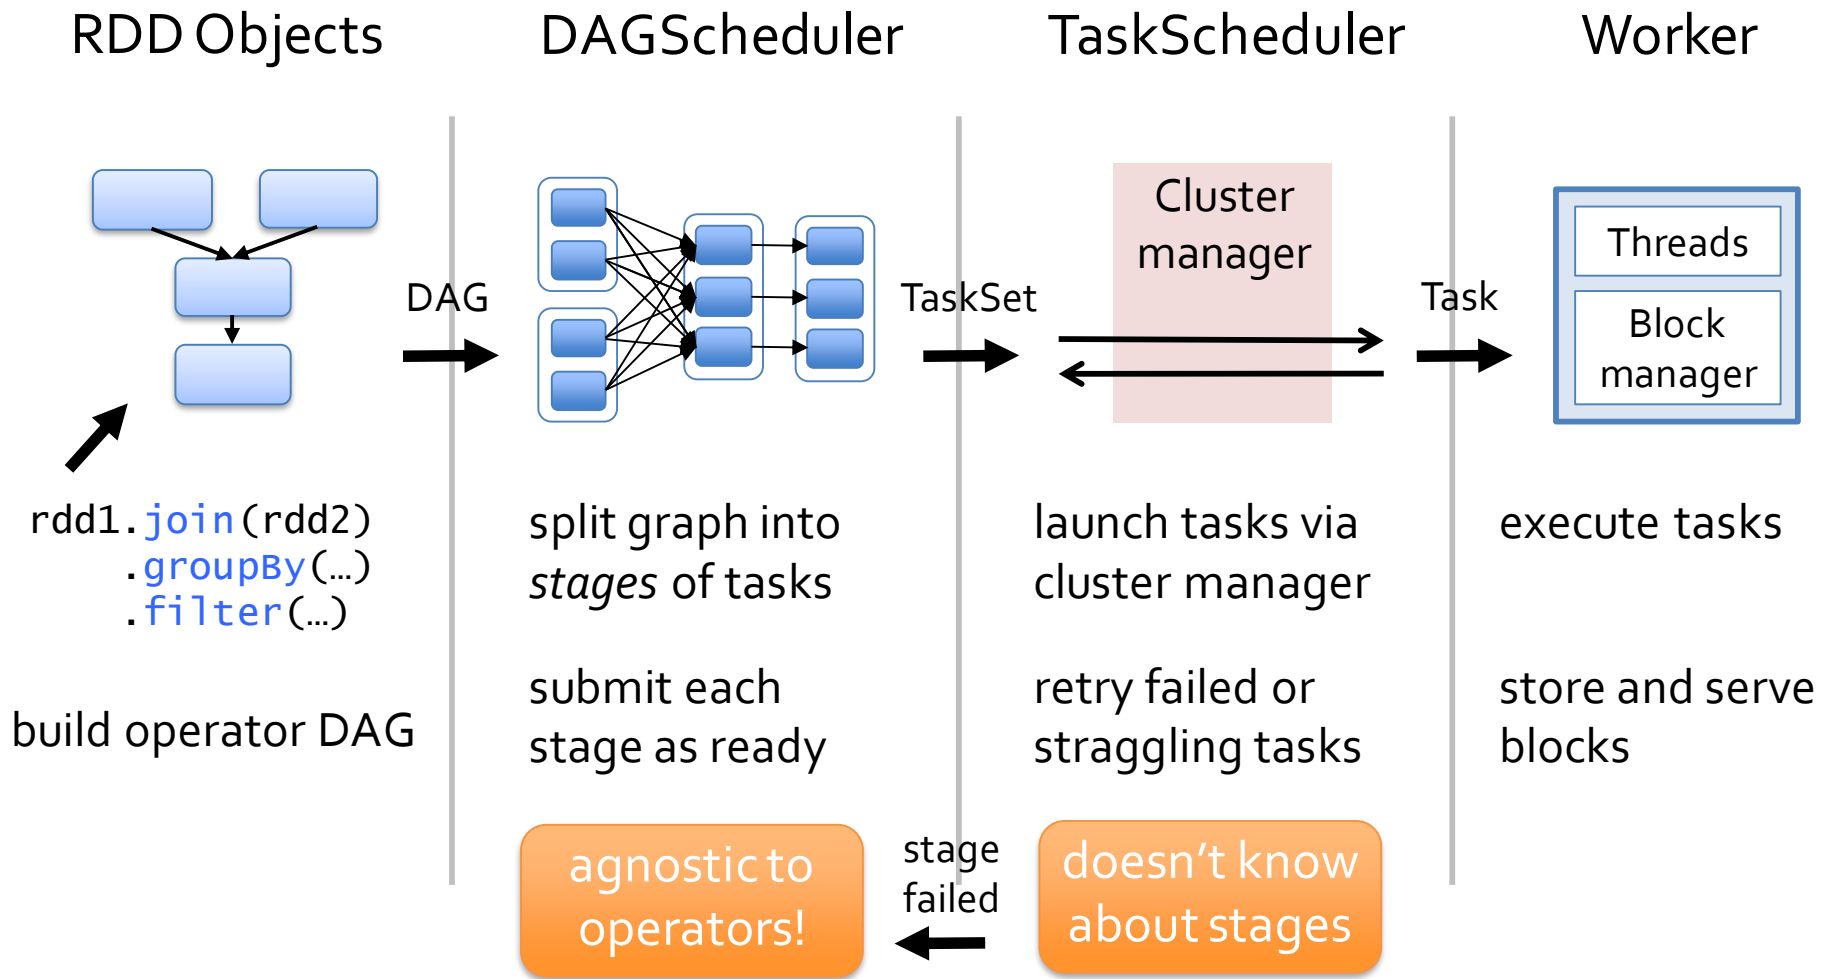 RDD Objects
DAGScheduler
TaskScheduler
Worker
DAG
TaskSet
Cluster
manager
Task
Threads
Block
manager
rdd1.join(rdd2)
.groupBy(…)
.filter(…)
build operator DAG
split graph into
stages of tasks
submit each
stage as ready
launch tasks via
cluster manager
retry failed or
straggling tasks
execute tasks
store and serve
blocks
agnostic to
operators!
stage
failed
doesn’t know
about stages